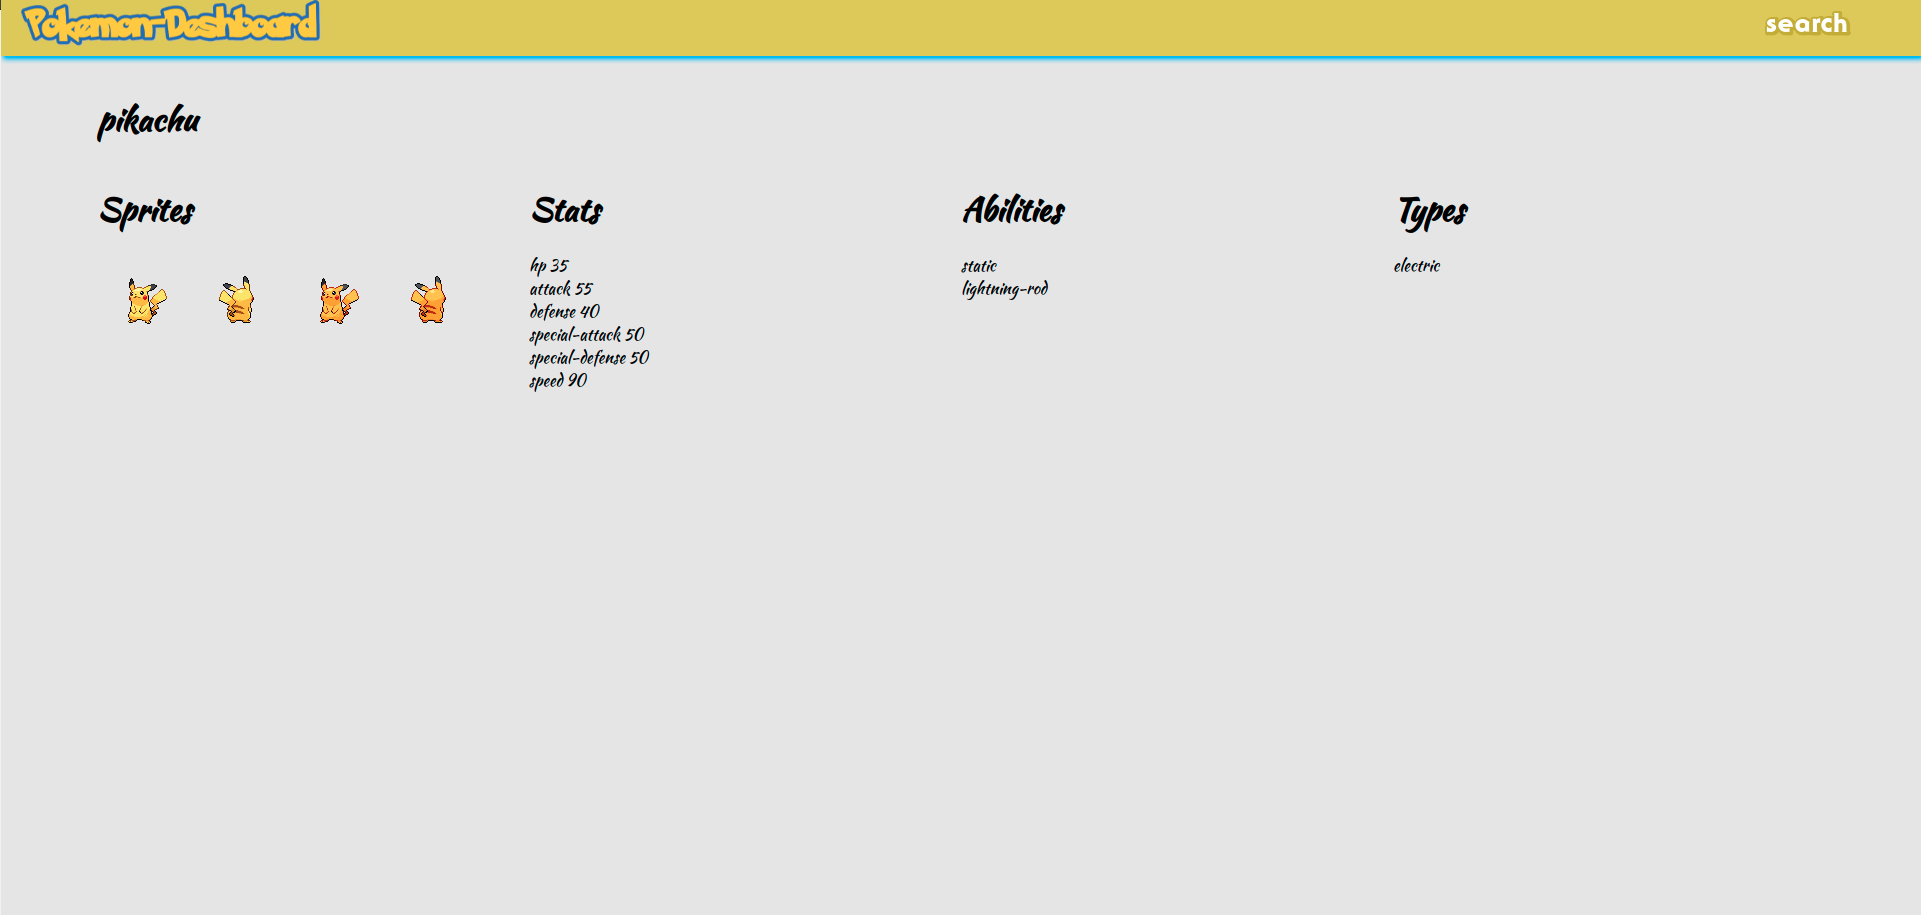 Pokemon-Dashboard
search
pikachu
Sprites
Stats
hp 35
attack 55
defense 40
special-attack 50
special-defense 50
speed 90
Abilities
static
lightning-rod
Types
electric